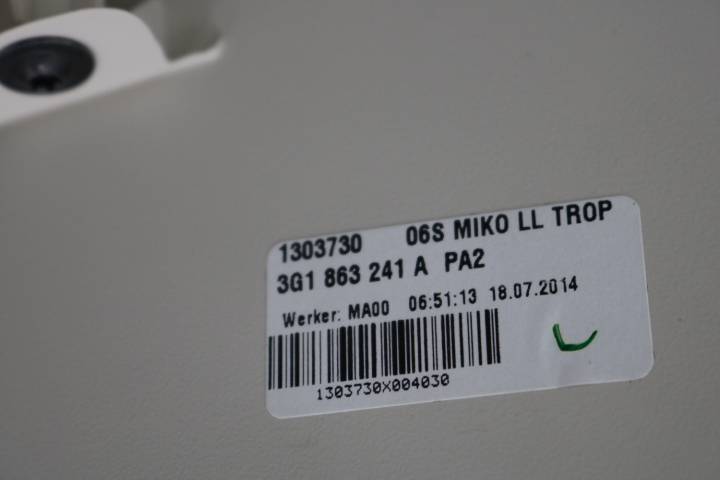 1303730 06S MIKO LL TROP
3G1 863 241 A PA2
Werker: MA00 06:51:13 18.07.2014
1303730X004030